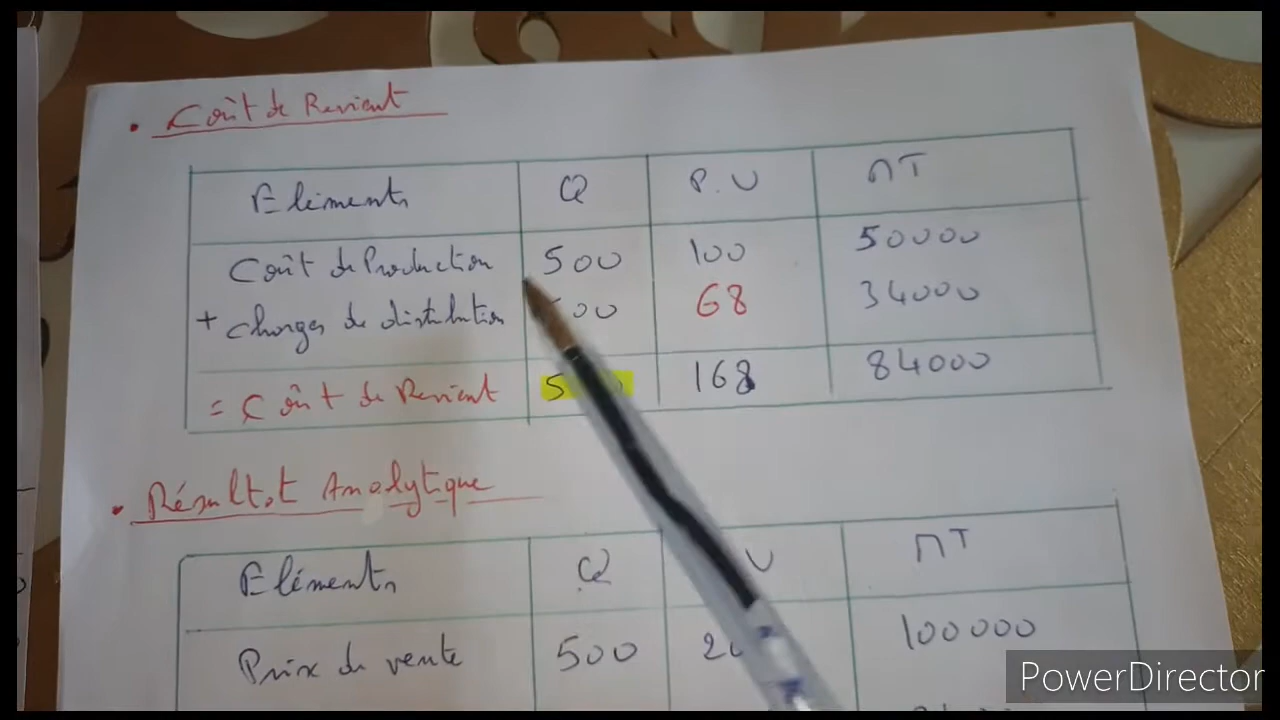 • Coût de Revient
Eléments Q P.U MT
Coût de Production 500 100 50000
+ charges de distribution 500 68 34000
= Coût de Revient 168 84000
• Résultat Analytique
Eléments Q U MT
Prix de vente 500 100000
PowerDirector